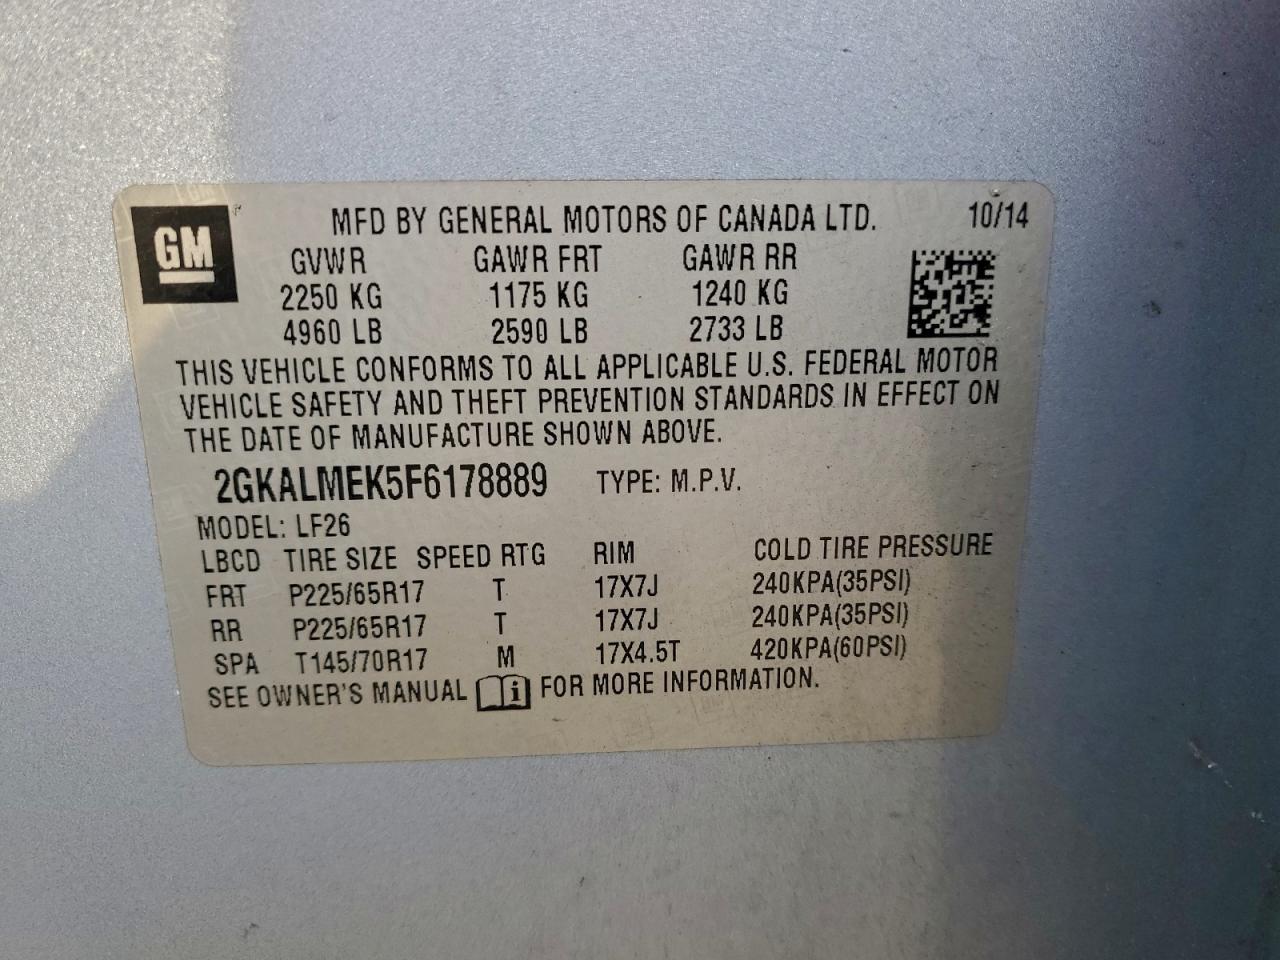 GM
MFD BY GENERAL MOTORS OF CANADA LTD. 10/14
GVWR GAWR FRT GAWR RR
2250 KG 1175 KG 1240 KG
4960 LB 2590 LB 2733 LB
THIS VEHICLE CONFORMS TO ALL APPLICABLE U.S. FEDERAL MOTOR
VEHICLE SAFETY AND THEFT PREVENTION STANDARDS IN EFFECT ON
THE DATE OF MANUFACTURE SHOWN ABOVE.
2GKALMEK5F6178889 TYPE: M.P.V.
MODEL: LF26
LBCD TIRE SIZE SPEED RTG RIM COLD TIRE PRESSURE
FRT P225/65R17 T 17X7J 240KPA(35PSI)
RR P225/65R17 T 17X7J 240KPA(35PSI)
SPA T145/70R17 M 17X4.5T 420KPA(60PSI)
SEE OWNER'S MANUAL i FOR MORE INFORMATION.